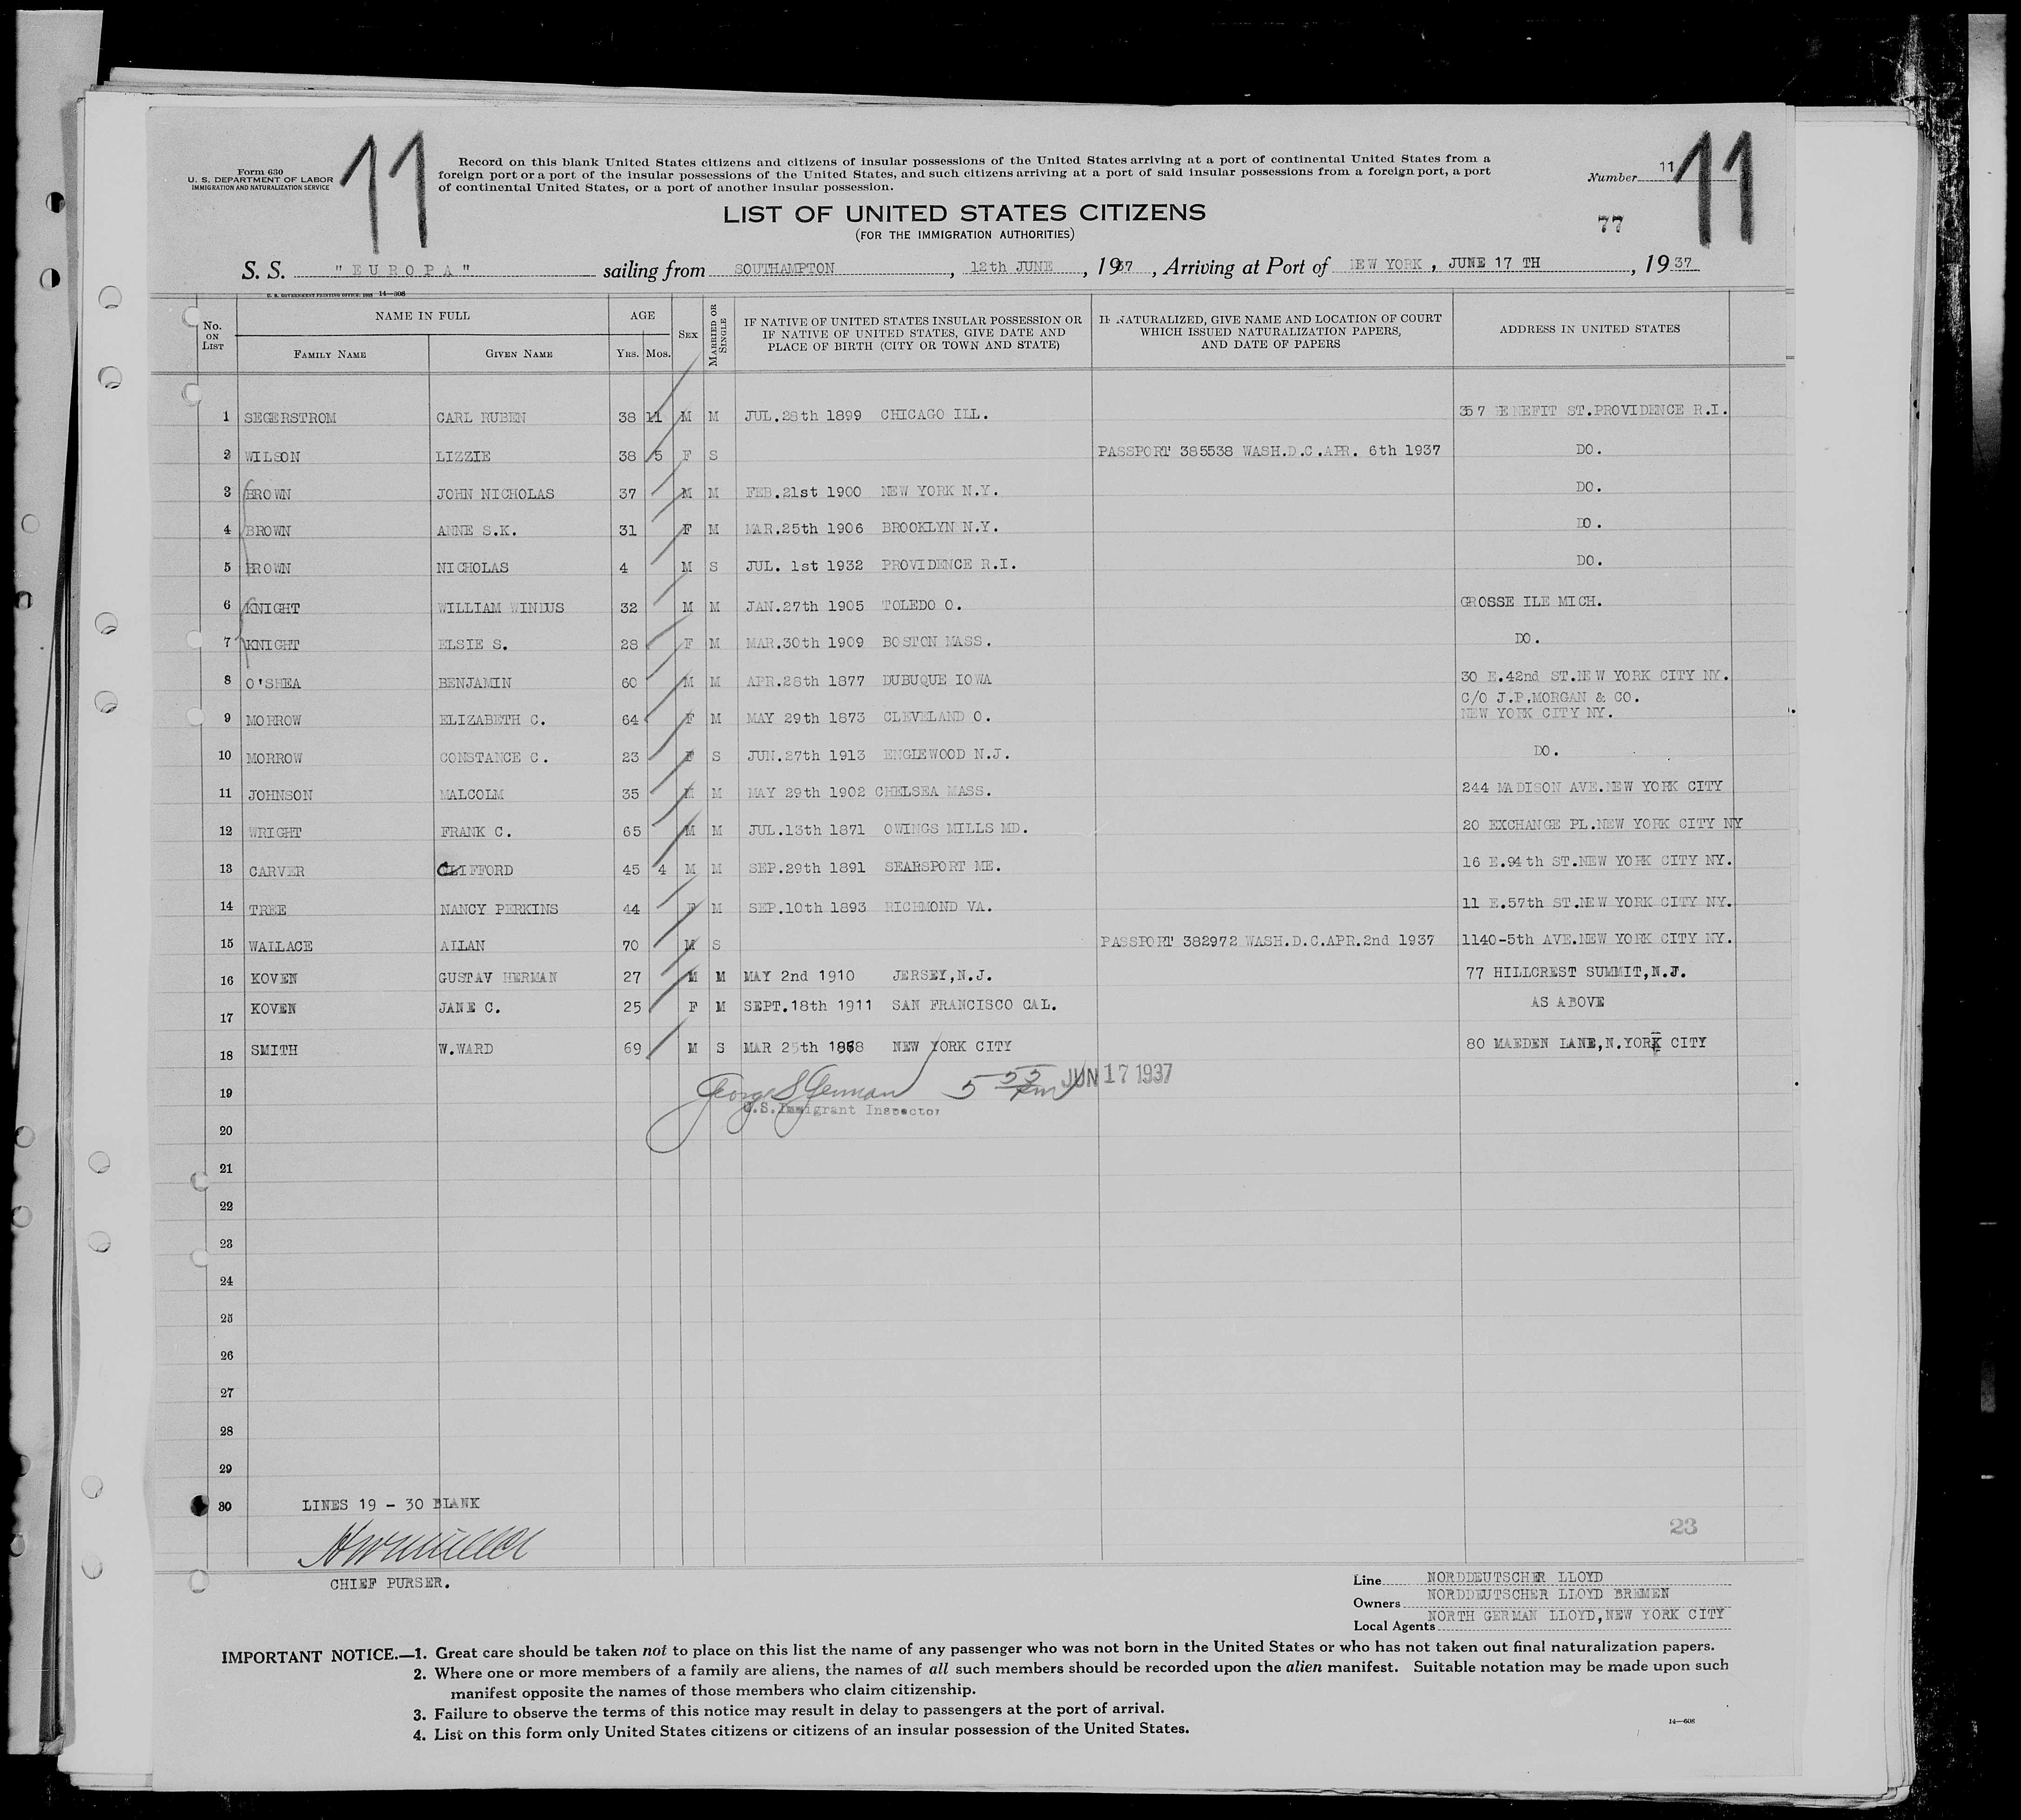 Form 630
U. S. DEPARTMENT OF LABOR
IMMIGRATION AND NATURALIZATION SERVICE
11
Record on this blank United States citizens and citizens of insular possessions of the United States arriving at a port of continental United States from a
foreign port or a port of the insular possessions of the United States, and such citizens arriving at a port of said insular possessions from a foreign port, a port
of continental United States, or a port of another insular possession.
Number 11
11
LIST OF UNITED STATES CITIZENS
(FOR THE IMMIGRATION AUTHORITIES)
77
S. S. "EUROPA" sailing from SOUTHAMPTON, 12th JUNE, 1937, Arriving at Port of NEW YORK, JUNE 17 TH, 1937
U. S. GOVERNMENT PRINTING OFFICE: 1935 14—608
No. ON LIST NAME IN FULL AGE SEX MARRIED OR SINGLE IF NATIVE OF UNITED STATES INSULAR POSSESSION OR IF NATIVE OF UNITED STATES, GIVE DATE AND PLACE OF BIRTH (CITY OR TOWN AND STATE) IF NATURALIZED, GIVE NAME AND LOCATION OF COURT WHICH ISSUED NATURALIZATION PAPERS, AND DATE OF PAPERS ADDRESS IN UNITED STATES
FAMILY NAME GIVEN NAME YRS. MOS.
1 SEGERSTROM CARL RUBEN 38 11 M M JUL.28th 1899 CHICAGO ILL. 357 BENEFIT ST.PROVIDENCE R.I.
2 WILSON LIZZIE 38 5 F S PASSPORT 385538 WASH.D.C.APR. 6th 1937 DO.
3 BROWN JOHN NICHOLAS 37 M M FEB.21st 1900 NEW YORK N.Y. DO.
4 BROWN ANNE S.K. 31 F M MAR.25th 1906 BROOKLYN N.Y. DO.
5 BROWN NICHOLAS 4 M S JUL. 1st 1932 PROVIDENCE R.I. DO.
6 KNIGHT WILLIAM WINDUS 32 M M JAN.27th 1905 TOLEDO O. GROSSE ILE MICH.
7 KNIGHT ELSIE S. 28 F M MAR.30th 1909 BOSTON MASS. DO.
8 O'SHEA BENJAMIN 60 M M APR.28th 1877 DUBUQUE IOWA 30 E.42nd ST.NEW YORK CITY NY.
9 MORROW ELIZABETH C. 64 F M MAY 29th 1873 CLEVELAND O. C/O J.P.MORGAN & CO.
NEW YORK CITY NY.
10 MORROW CONSTANCE C. 23 F S JUN.27th 1913 ENGLEWOOD N.J. DO.
11 JOHNSON MALCOLM 35 M M MAY 29th 1902 CHELSEA MASS. 244 MADISON AVE.NEW YORK CITY
12 WRIGHT FRANK C. 65 M M JUL.13th 1871 OWINGS MILLS MD. 20 EXCHANGE PL.NEW YORK CITY NY
13 CARVER CLIFFORD 45 4 M M SEP.29th 1891 SEARSPORT ME. 16 E.94th ST.NEW YORK CITY NY.
14 TREE NANCY PERKINS 44 F M SEP.10th 1893 RICHMOND VA. 11 E.57th ST.NEW YORK CITY NY.
15 WALLACE ALLAN 70 M S PASSPORT 382972 WASH.D.C.APR.2nd 1937 1140-5th AVE.NEW YORK CITY NY.
16 KOVEN GUSTAV HERMAN 27 M M MAY 2nd 1910 JERSEY,N.J. 77 HILLCREST SUMMIT,N.J.
17 KOVEN JANE C. 25 F M SEPT.18th 1911 SAN FRANCISCO CAL. AS ABOVE
18 SMITH W.WARD 69 M S MAR 25th 1868 NEW YORK CITY 80 MAEDEN LANE,N.YORK CITY
19 5 55 PM JUN 17 1937
U.S.Immigrant Inspector
20
21
22
23
24
25
26
27
28
29
30 LINES 19 - 30 BLANK
23
CHIEF PURSER.
Line NORDDEUTSCHER LLOYD
Owners NORDDEUTSCHER LLOYD BREMEN
Local Agents NORTH GERMAN LLOYD,NEW YORK CITY
IMPORTANT NOTICE.—1. Great care should be taken not to place on this list the name of any passenger who was not born in the United States or who has not taken out final naturalization papers.
2. Where one or more members of a family are aliens, the names of all such members should be recorded upon the alien manifest. Suitable notation may be made upon such
manifest opposite the names of those members who claim citizenship.
3. Failure to observe the terms of this notice may result in delay to passengers at the port of arrival.
4. List on this form only United States citizens or citizens of an insular possession of the United States.
14—608